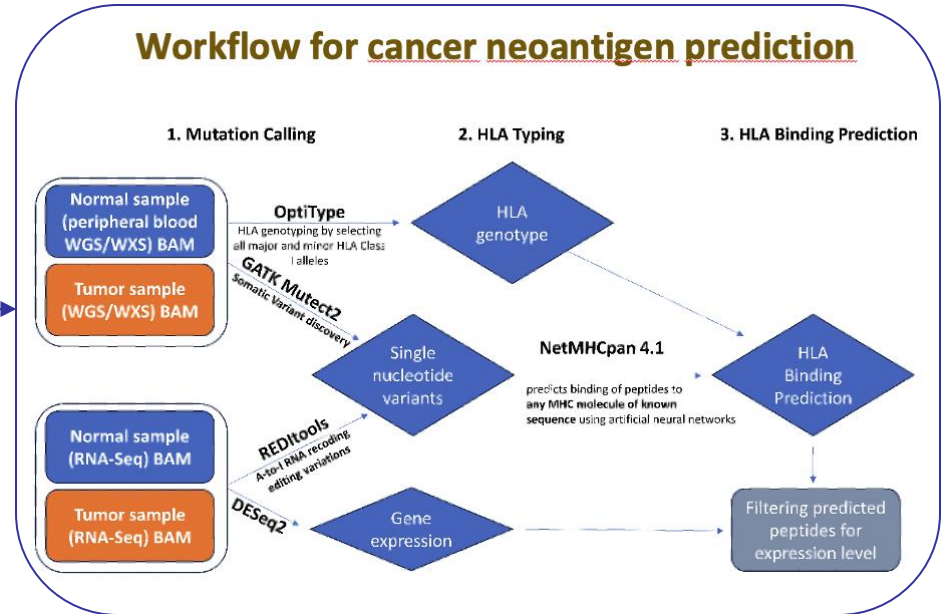 Workflow for cancer neoantigen prediction
1. Mutation Calling
2. HLA Typing
3. HLA Binding Prediction
Normal sample
(peripheral blood
WGS/WXS) BAM
Tumor sample
(WGS/WXS) BAM
OptiType
HLA genotyping by selecting
all major and minor HLA Class
I alleles
GATK Mutect2
Somatic Variant discovery
HLA
genotype
Single
nucleotide
variants
NetMHCpan 4.1
predicts binding of peptides to
any MHC molecule of known
sequence using artificial neural networks
HLA
Binding
Prediction
Normal sample
(RNA-Seq) BAM
Tumor sample
(RNA-Seq) BAM
REDItools
A-to-I RNA recoding
editing variations
DESeq2
Gene
expression
Filtering predicted
peptides for
expression level